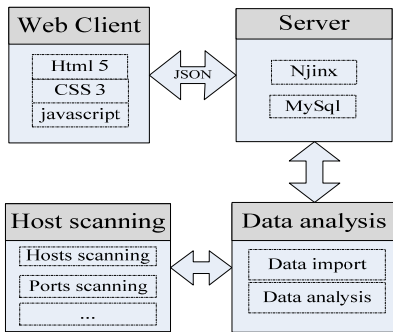 Web Client
Html 5
CSS 3
javascript
JSON
Server
Njinx
MySql
Host scanning
Hosts scanning
Ports scanning
...
Data analysis
Data import
Data analysis